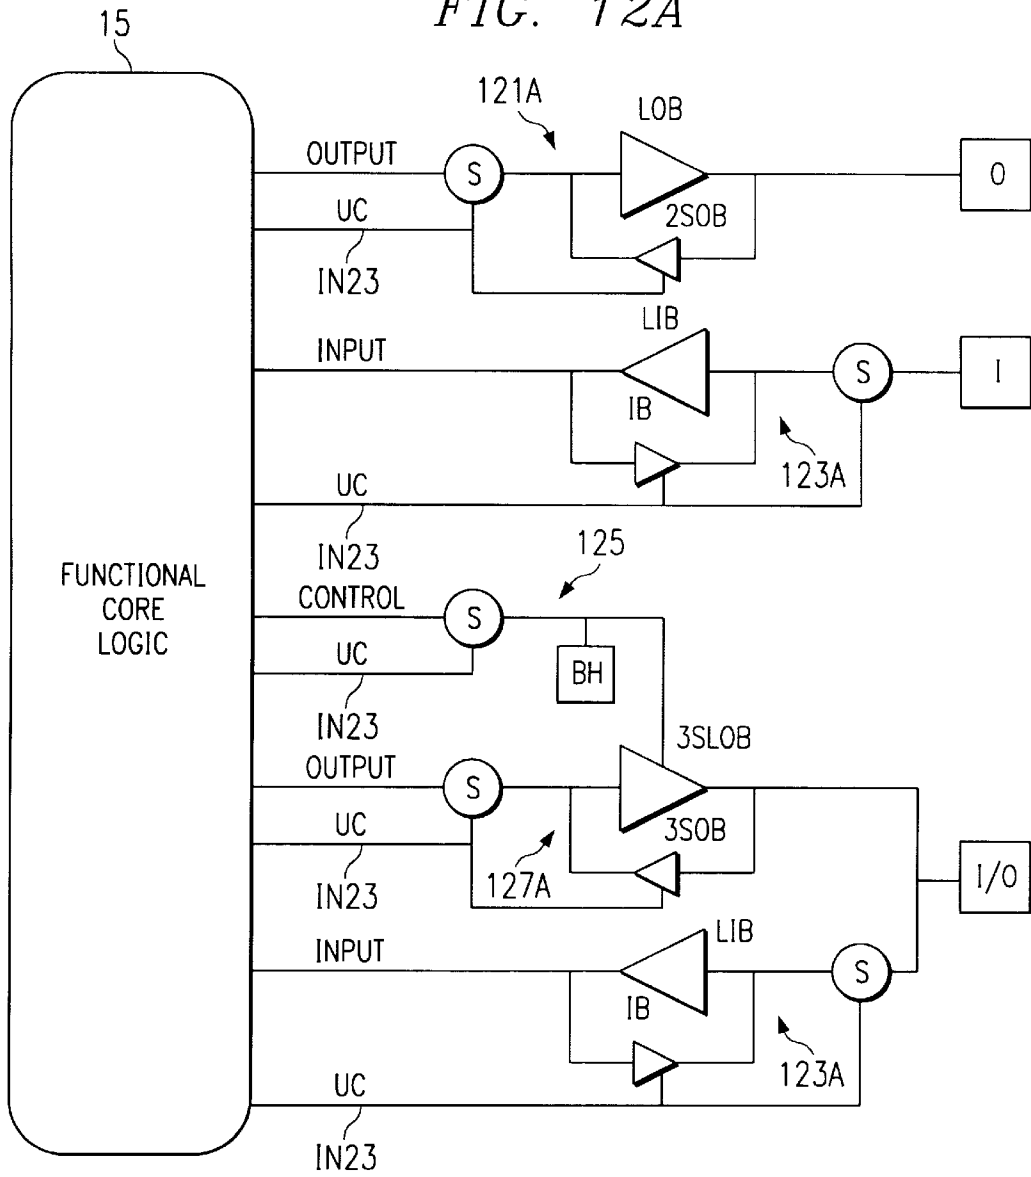 FIG. 12A
15
121A
LOB
OUTPUT
S
O
UC
2SOB
IN23
LIB
INPUT
S
I
IB
123A
UC
IN23
125
FUNCTIONAL
CORE
LOGIC
CONTROL
S
UC
BH
IN23
3SLOB
OUTPUT
S
UC
3SOB
127A
I/O
IN23
LIB
INPUT
S
IB
123A
UC
IN23